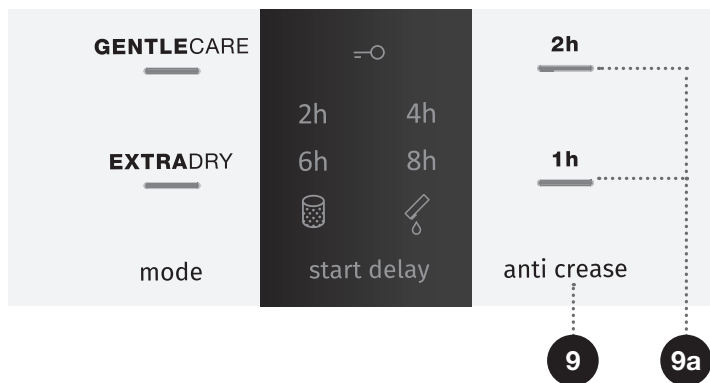 GENTLECARE
2h
2h 4h
EXTRADRY
6h 8h
1h
mode
start delay
anti crease
9
9a